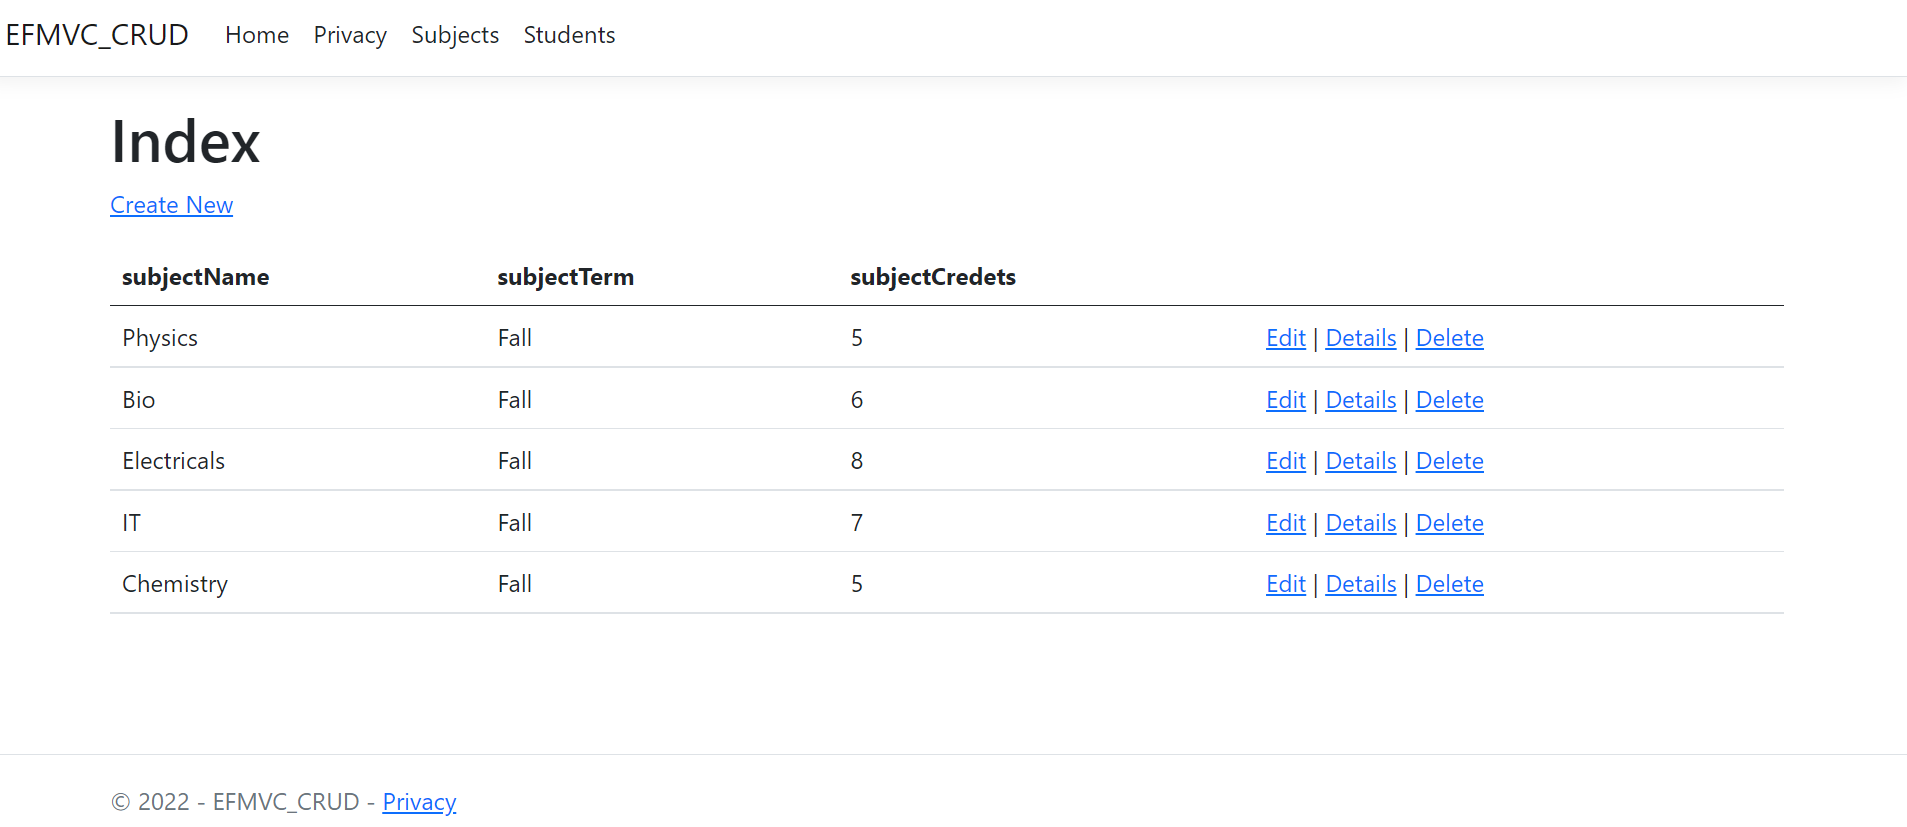 EFMVC_CRUD Home Privacy Subjects Students
Index
Create New
subjectName subjectTerm subjectCredets
Physics Fall 5 Edit | Details | Delete
Bio Fall 6 Edit | Details | Delete
Electricals Fall 8 Edit | Details | Delete
IT Fall 7 Edit | Details | Delete
Chemistry Fall 5 Edit | Details | Delete
© 2022 - EFMVC_CRUD - Privacy